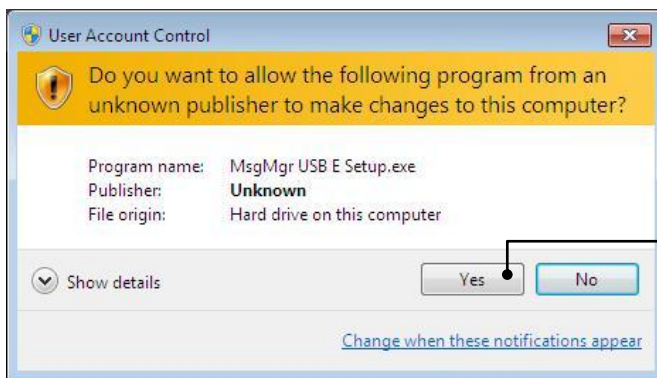 User Account Control
Do you want to allow the following program from an
unknown publisher to make changes to this computer?
Program name: MsgMgr USB E Setup.exe
Publisher: Unknown
File origin: Hard drive on this computer
Show details Yes No
Change when these notifications appear